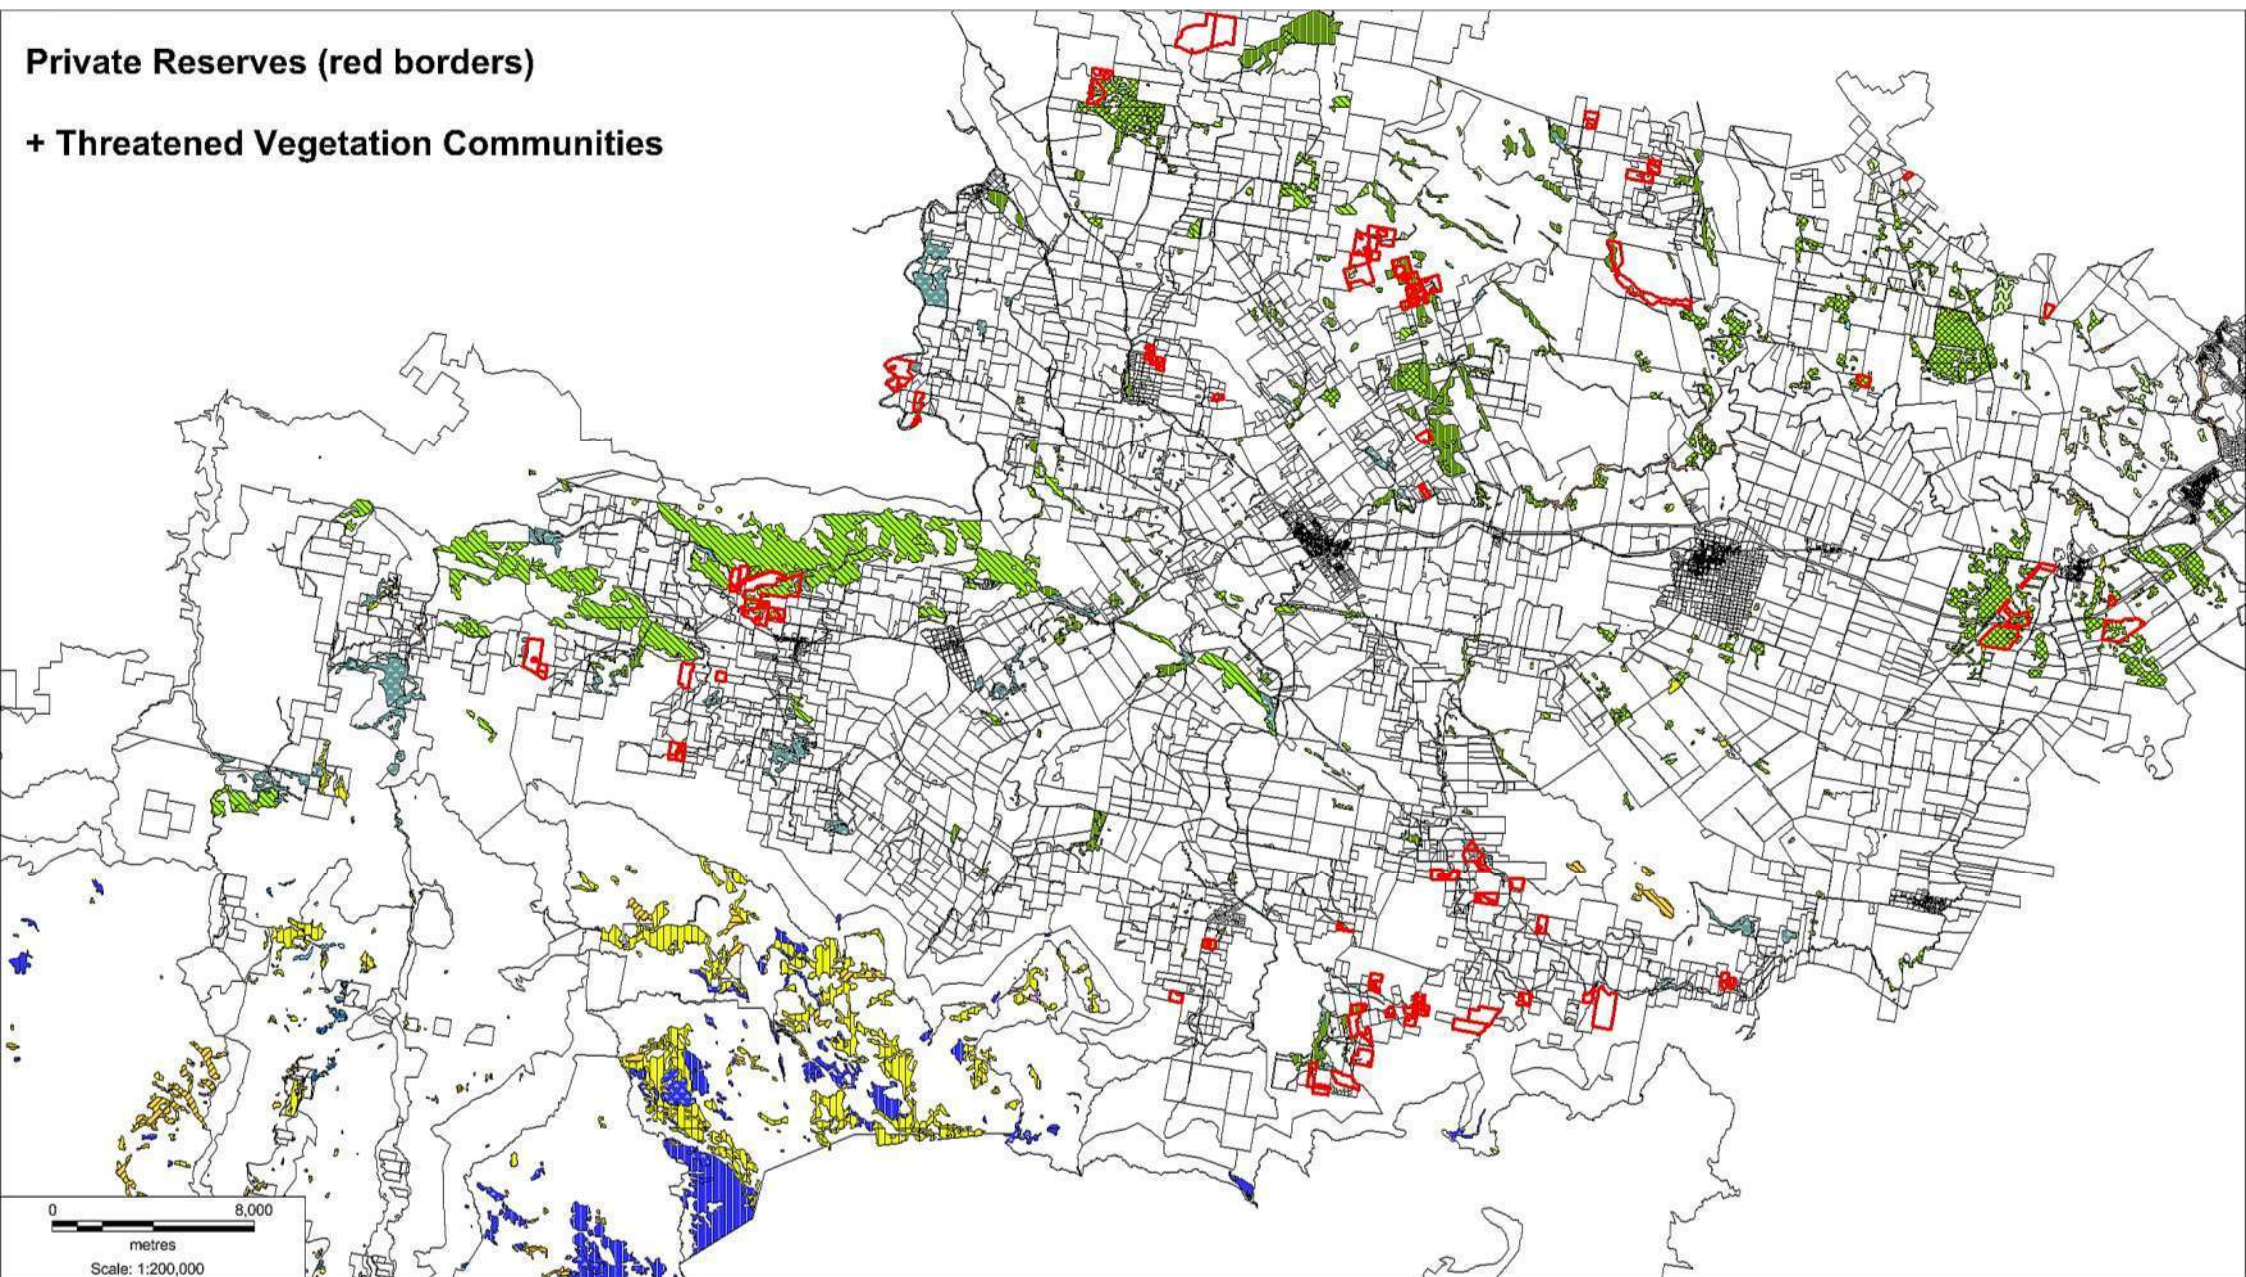 Private Reserves (red borders)
+ Threatened Vegetation Communities
0 8,000
metres
Scale: 1:200,000